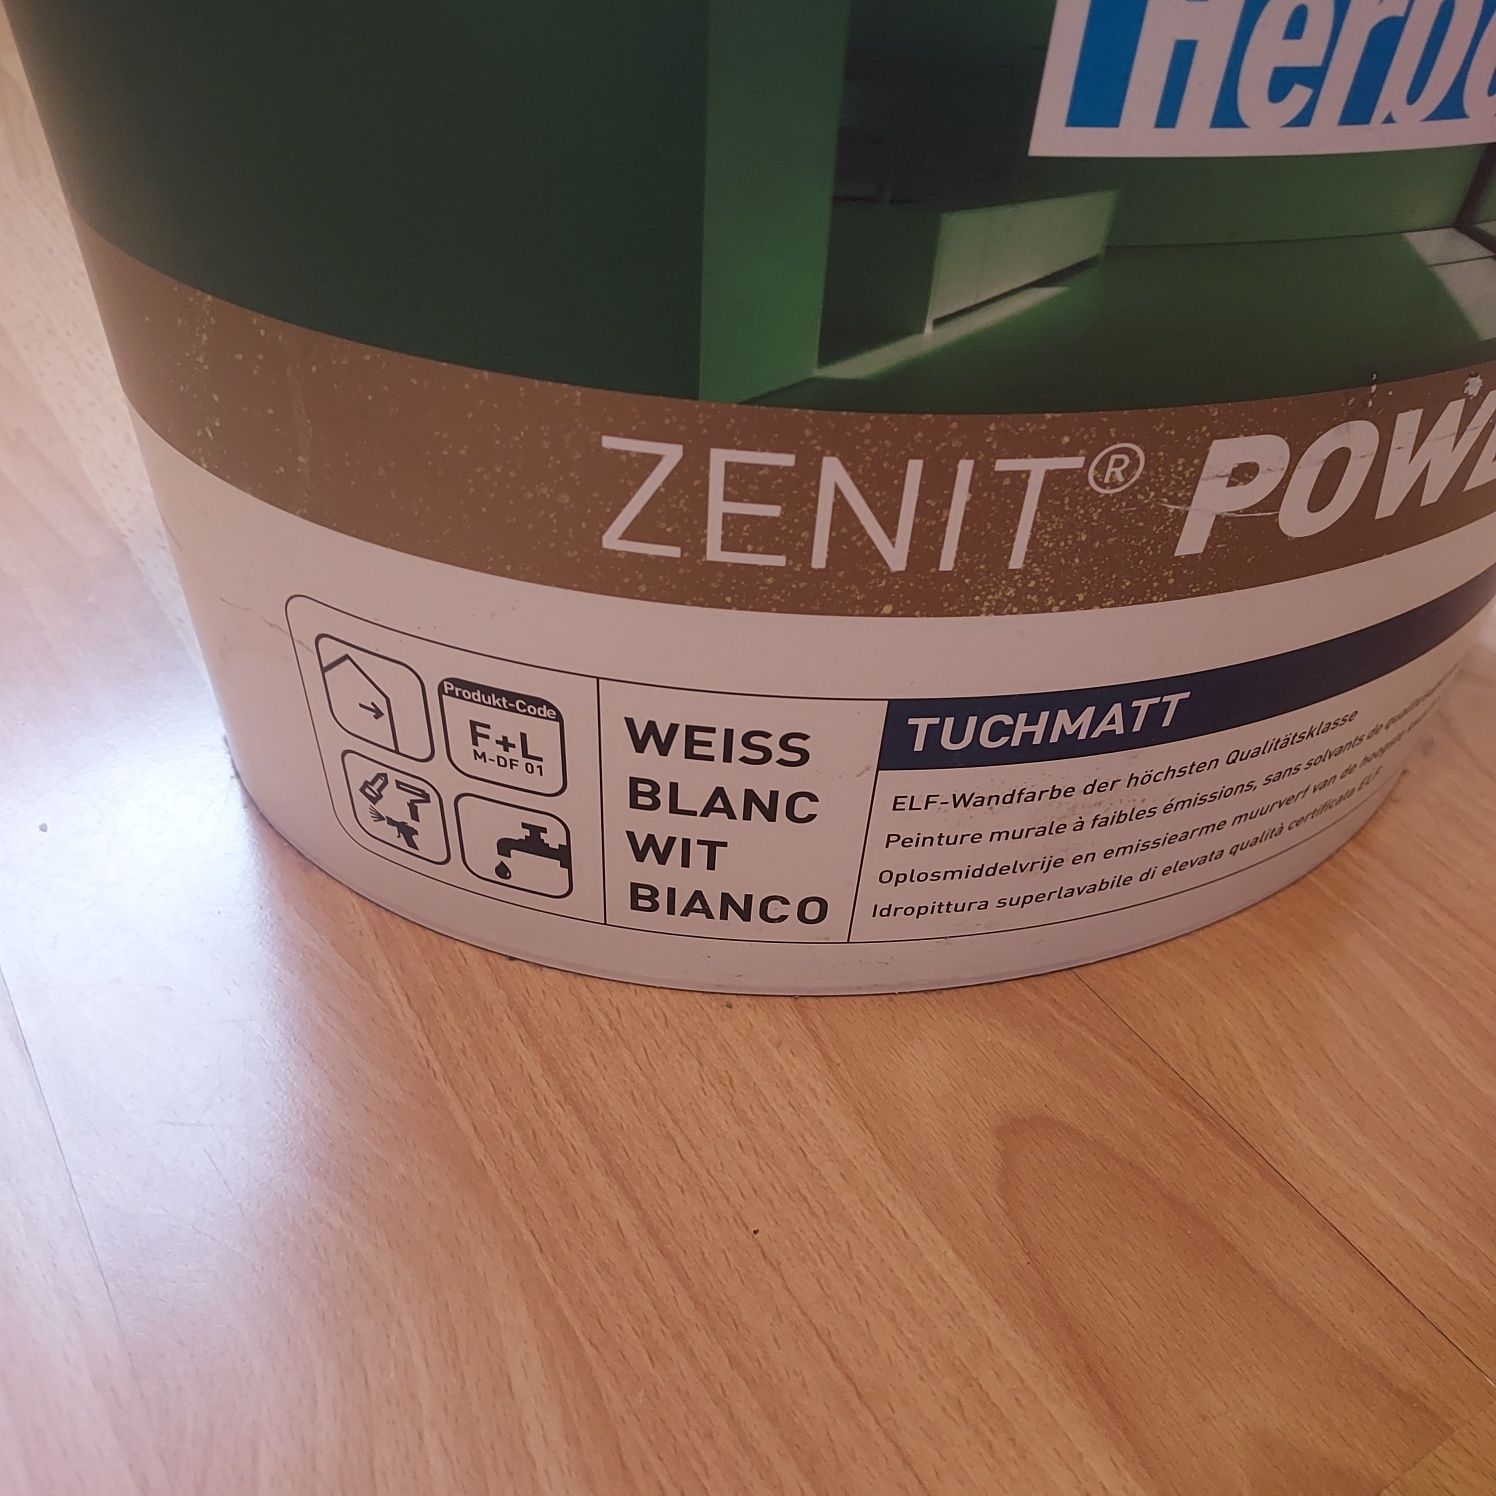 ZENIT® POW
Produkt-Code
F+L
M-DF 01
WEISS
BLANC
WIT
BIANCO
TUCHMATT
ELF-Wandfarbe der höchsten Qualitätsklasse
Peinture murale à faibles émissions, sans solvants de
Oplosmiddelvrije en emissiearme muurverf van de
Idropittura superlavabile di elevata qualità certificata ELF